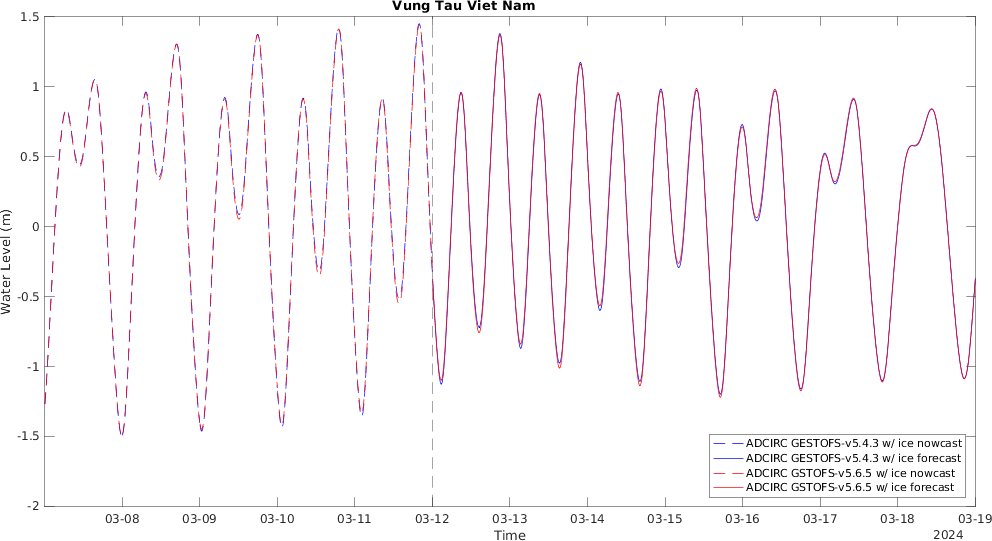 Vung Tau Viet Nam
1.5
1
0.5
0
-0.5
-1
-1.5
-2
Water Level (m)
ADCIRC GESTOFS-v5.4.3 w/ ice nowcast
ADCIRC GESTOFS-v5.4.3 w/ ice forecast
ADCIRC GSTOFS-v5.6.5 w/ ice nowcast
ADCIRC GSTOFS-v5.6.5 w/ ice forecast
03-08 03-09 03-10 03-11 03-12 03-13 03-14 03-15 03-16 03-17 03-18 03-19
Time
2024